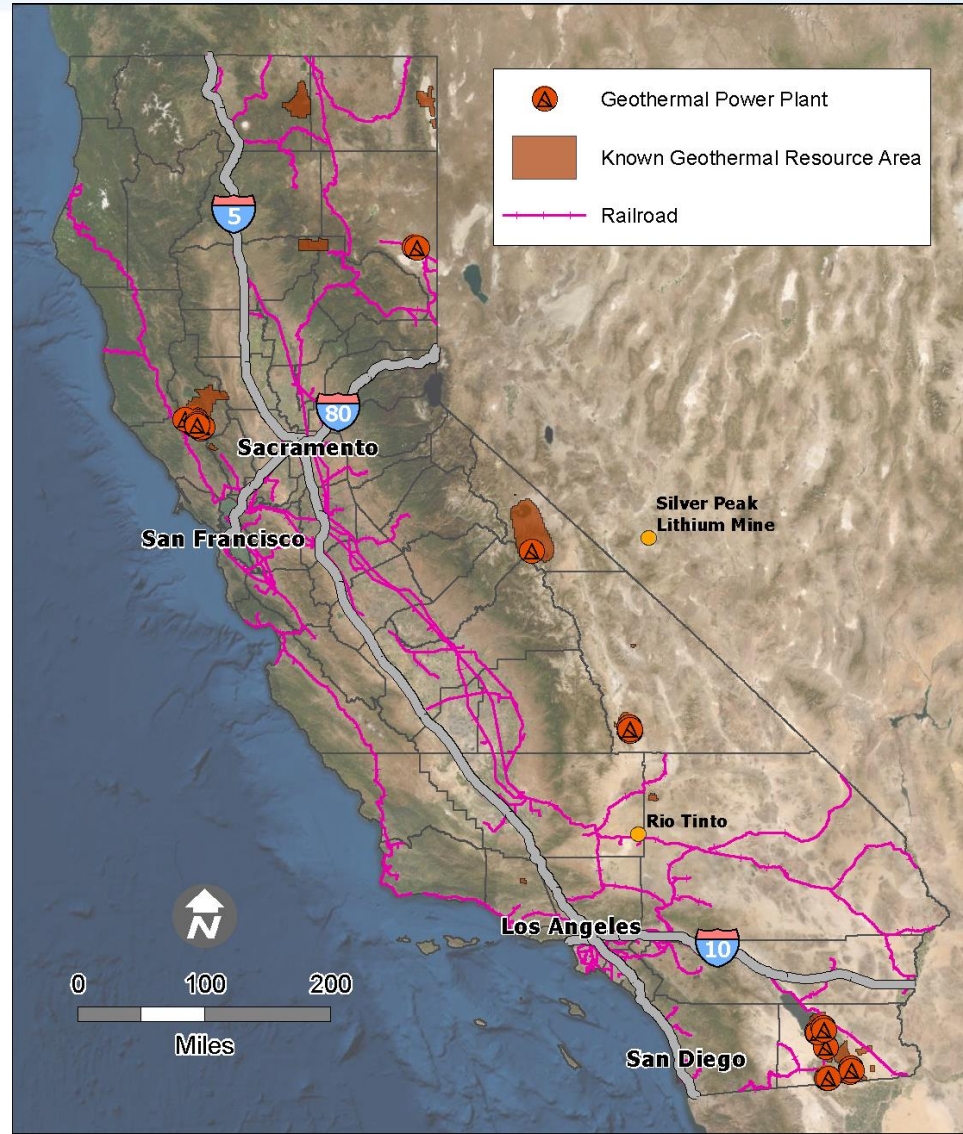 Geothermal Power Plant
Known Geothermal Resource Area
Railroad
5
80
Sacramento
San Francisco
Silver Peak
Lithium Mine
Rio Tinto
Los Angeles
10
San Diego
N
0 100 200
Miles